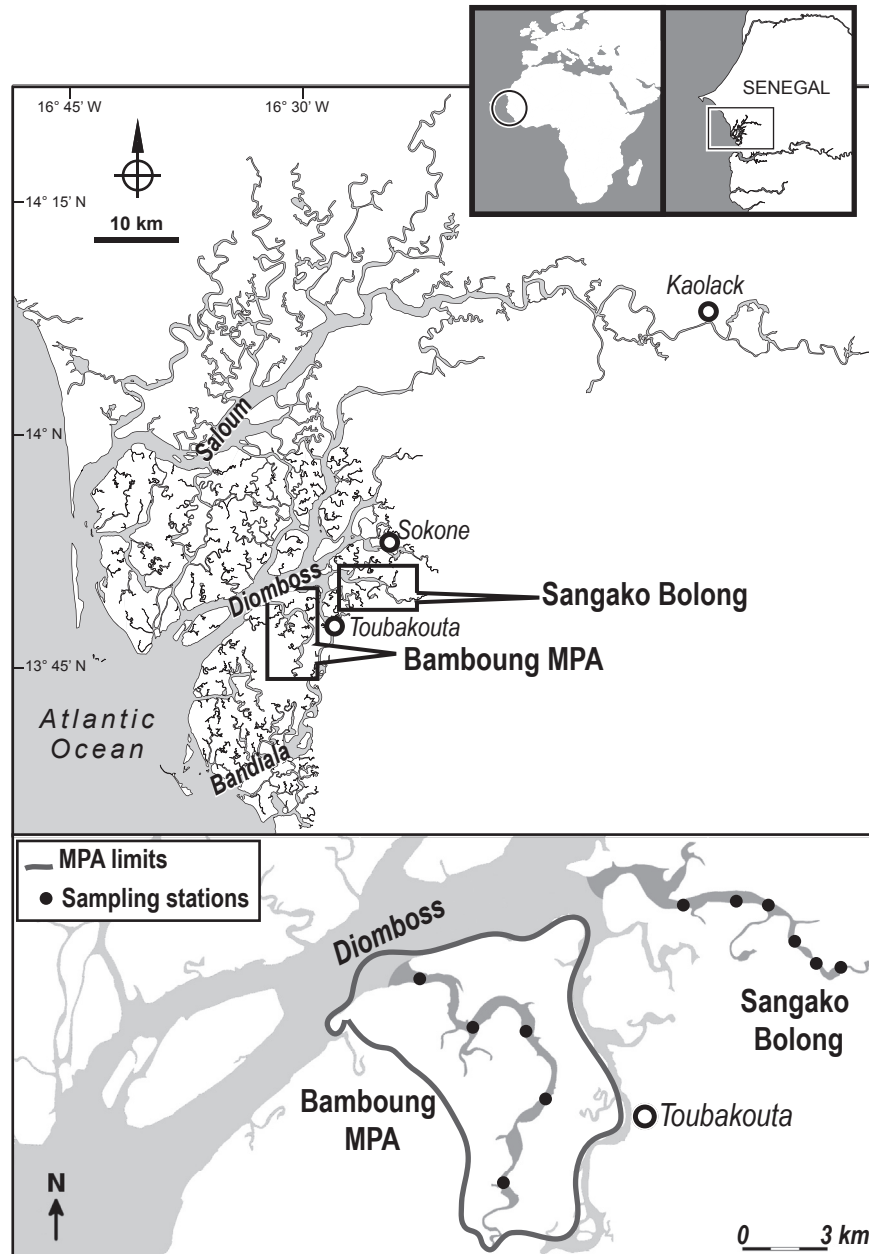 SENEGAL
16° 45' W
16° 30' W
14° 15' N
10 km
Kaolack
Saloum
14° N
Sokone
Diomboss
Sangako Bolong
Toubakouta
Bamboung MPA
13° 45' N
Atlantic
Ocean
Bandiala
MPA limits
Sampling stations
Diomboss
Sangako
Bolong
Bamboung
MPA
Toubakouta
N
0 3 km